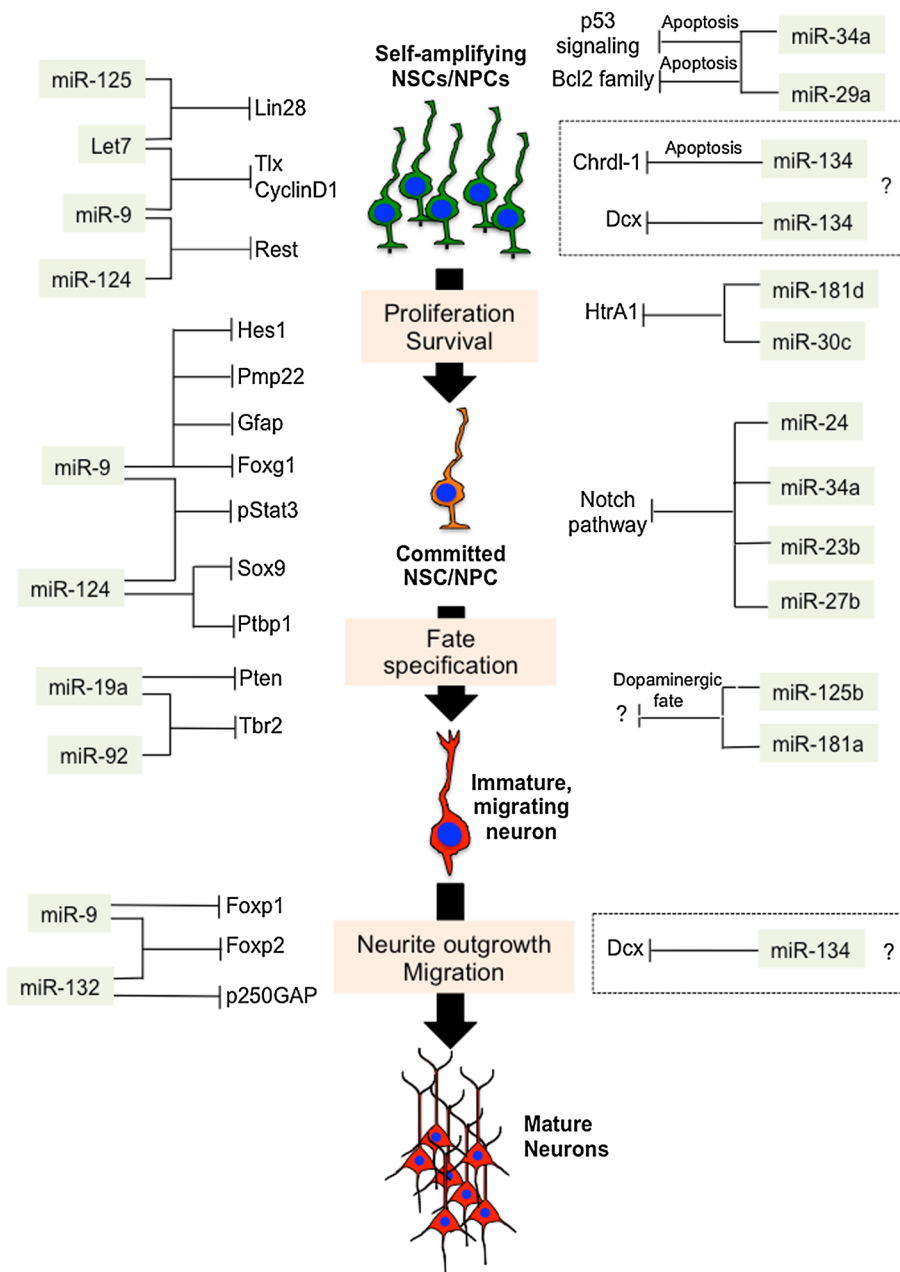 Self-amplifying
NSCs/NPCs
miR-125
Let7
miR-9
miR-124
Lin28
Tlx
CyclinD1
Rest
p53
signaling
Bcl2 family
Apoptosis
Apoptosis
miR-34a
miR-29a
Chrdl-1
Apoptosis
miR-134
Dcx
miR-134
?
Proliferation
Survival
HtrA1
miR-181d
miR-30c
miR-9
miR-124
Hes1
Pmp22
Gfap
Foxg1
pStat3
Sox9
Ptbp1
Committed
NSC/NPC
Notch
pathway
miR-24
miR-34a
miR-23b
miR-27b
Fate
specification
miR-19a
miR-92
Pten
Tbr2
Dopaminergic
fate
?
miR-125b
miR-181a
Immature,
migrating
neuron
miR-9
miR-132
Foxp1
Foxp2
p250GAP
Neurite outgrowth
Migration
Dcx
miR-134
?
Mature
Neurons